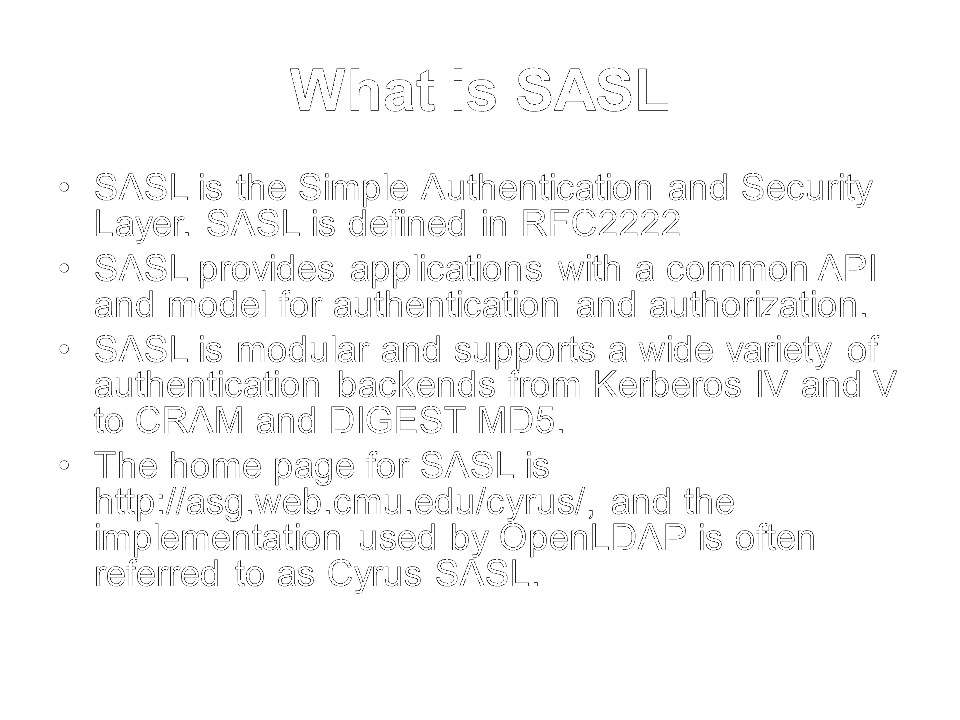 What is SASL
• SASL is the Simple Authentication and Security
Layer. SASL is defined in RFC2222
• SASL provides applications with a common API
and model for authentication and authorization.
• SASL is modular and supports a wide variety of
authentication backends from Kerberos IV and V
to CRAM and DIGEST MD5.
• The home page for SASL is
http://asg.web.cmu.edu/cyrus/, and the
implementation used by OpenLDAP is often
referred to as Cyrus SASL.